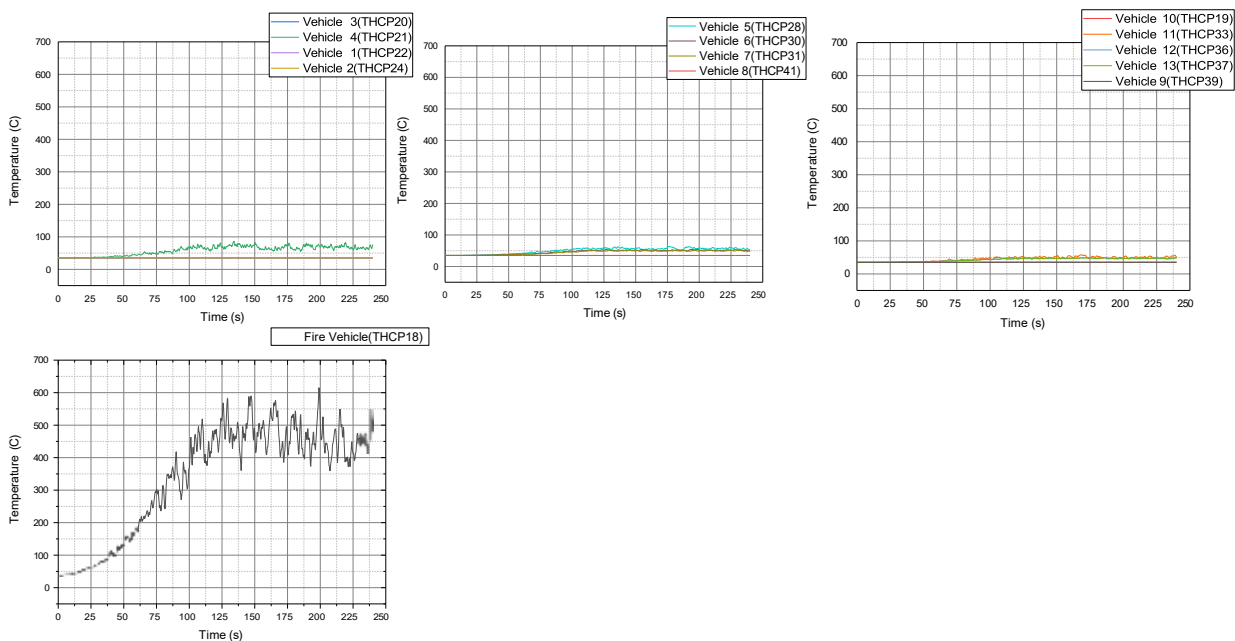 Vehicle 3(THCP20)
Vehicle 4(THCP21)
Vehicle 1(THCP22)
Vehicle 2(THCP24)
700
600
500
400
300
200
100
0
Temperature (C)
0 25 50 75 100 125 150 175 200 225 250
Time (s)
Vehicle 5(THCP28)
Vehicle 6(THCP30)
Vehicle 7(THCP31)
Vehicle 8(THCP41)
700
600
500
400
300
200
100
0
Temperature (C)
0 25 50 75 100 125 150 175 200 225 250
Time (s)
Vehicle 10(THCP19)
Vehicle 11(THCP33)
Vehicle 12(THCP36)
Vehicle 13(THCP37)
Vehicle 9(THCP39)
700
600
500
400
300
200
100
0
Temperature (C)
0 25 50 75 100 125 150 175 200 225 250
Time (s)
Fire Vehicle(THCP18)
700
600
500
400
300
200
100
0
Temperature (C)
0 25 50 75 100 125 150 175 200 225 250
Time (s)